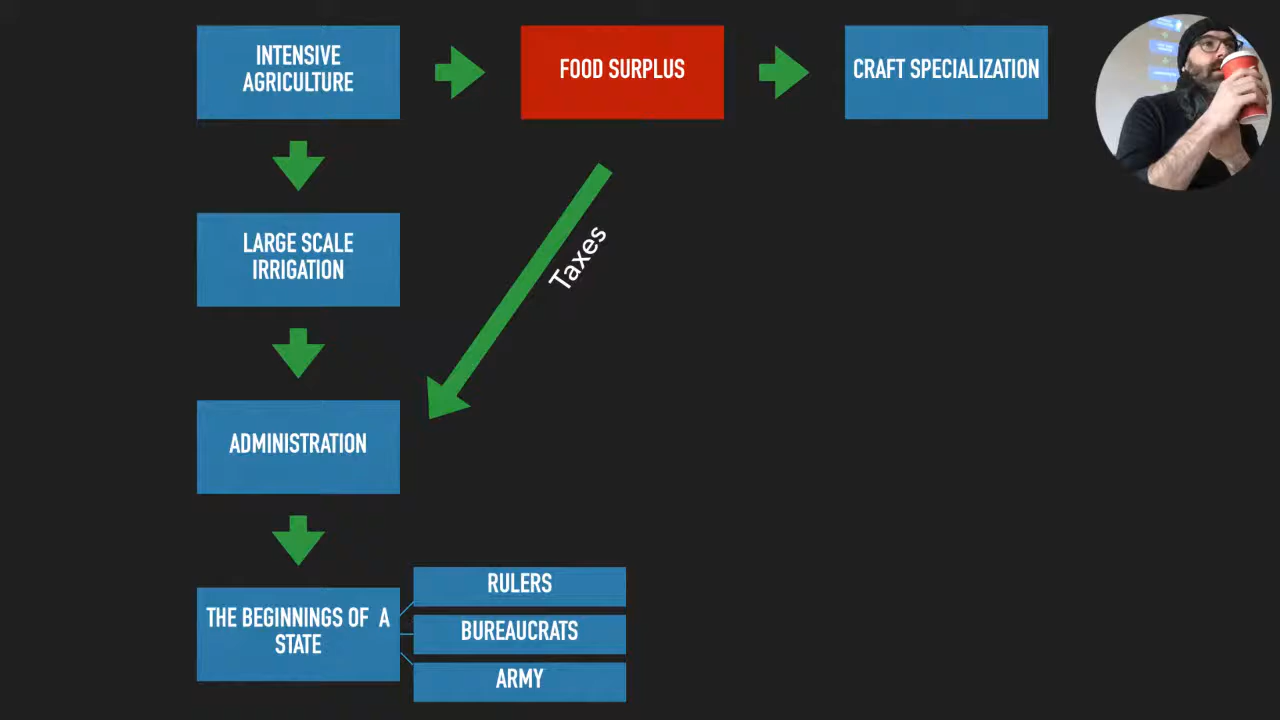 INTENSIVE
AGRICULTURE
FOOD SURPLUS
CRAFT SPECIALIZATION
Taxes
LARGE SCALE
IRRIGATION
ADMINISTRATION
THE BEGINNINGS OF A
STATE
RULERS
BUREAUCRATS
ARMY